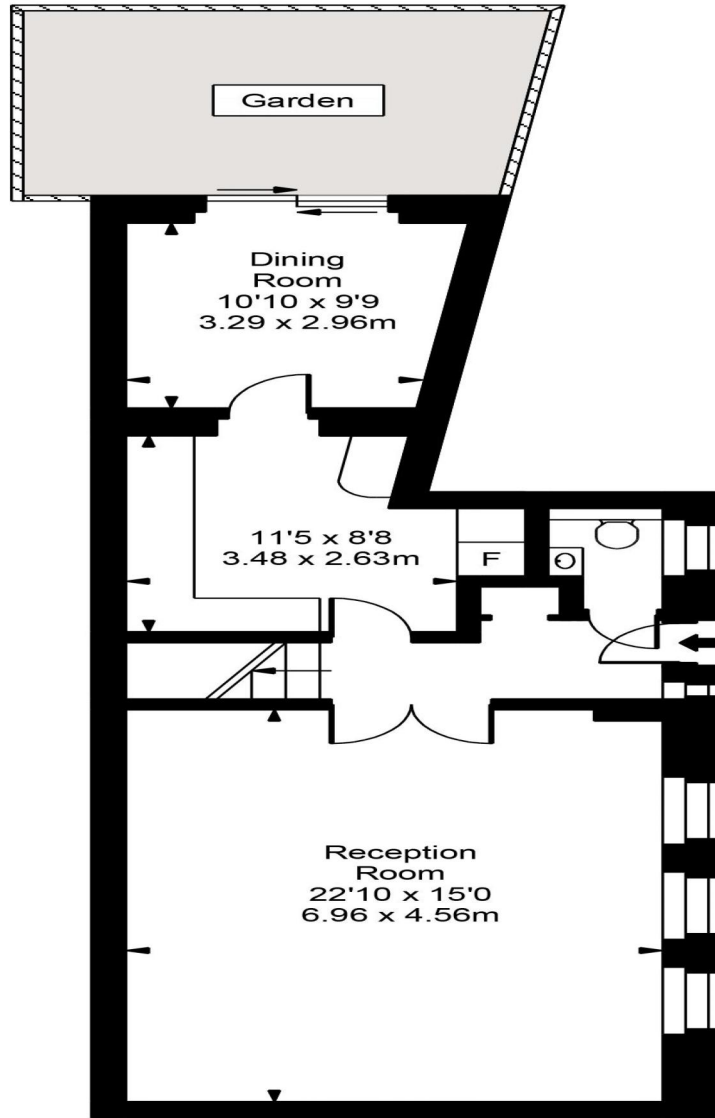 Garden
Dining
Room
10'10 x 9'9
3.29 x 2.96m
11'5 x 8'8
3.48 x 2.63m
F
Reception
Room
22'10 x 15'0
6.96 x 4.56m